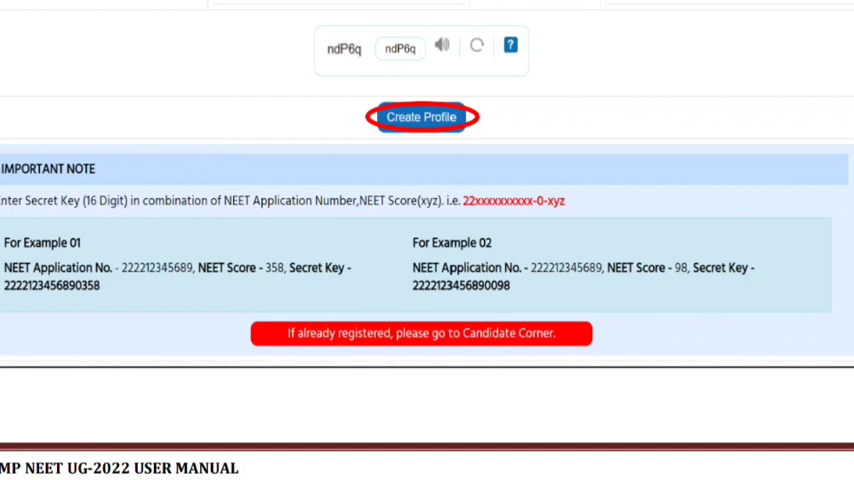 ndP6q ndP6q ?
Create Profile
IMPORTANT NOTE
nter Secret Key (16 Digit) in combination of NEET Application Number,NEET Score(xyz). i.e. 22xxxxxxxxxx-0-xyz
For Example 01
NEET Application No. - 222212345689, NEET Score - 358, Secret Key -
2222123456890358
For Example 02
NEET Application No. - 222212345689, NEET Score - 98, Secret Key -
2222123456890098
If already registered, please go to Candidate Corner.
MP NEET UG-2022 USER MANUAL